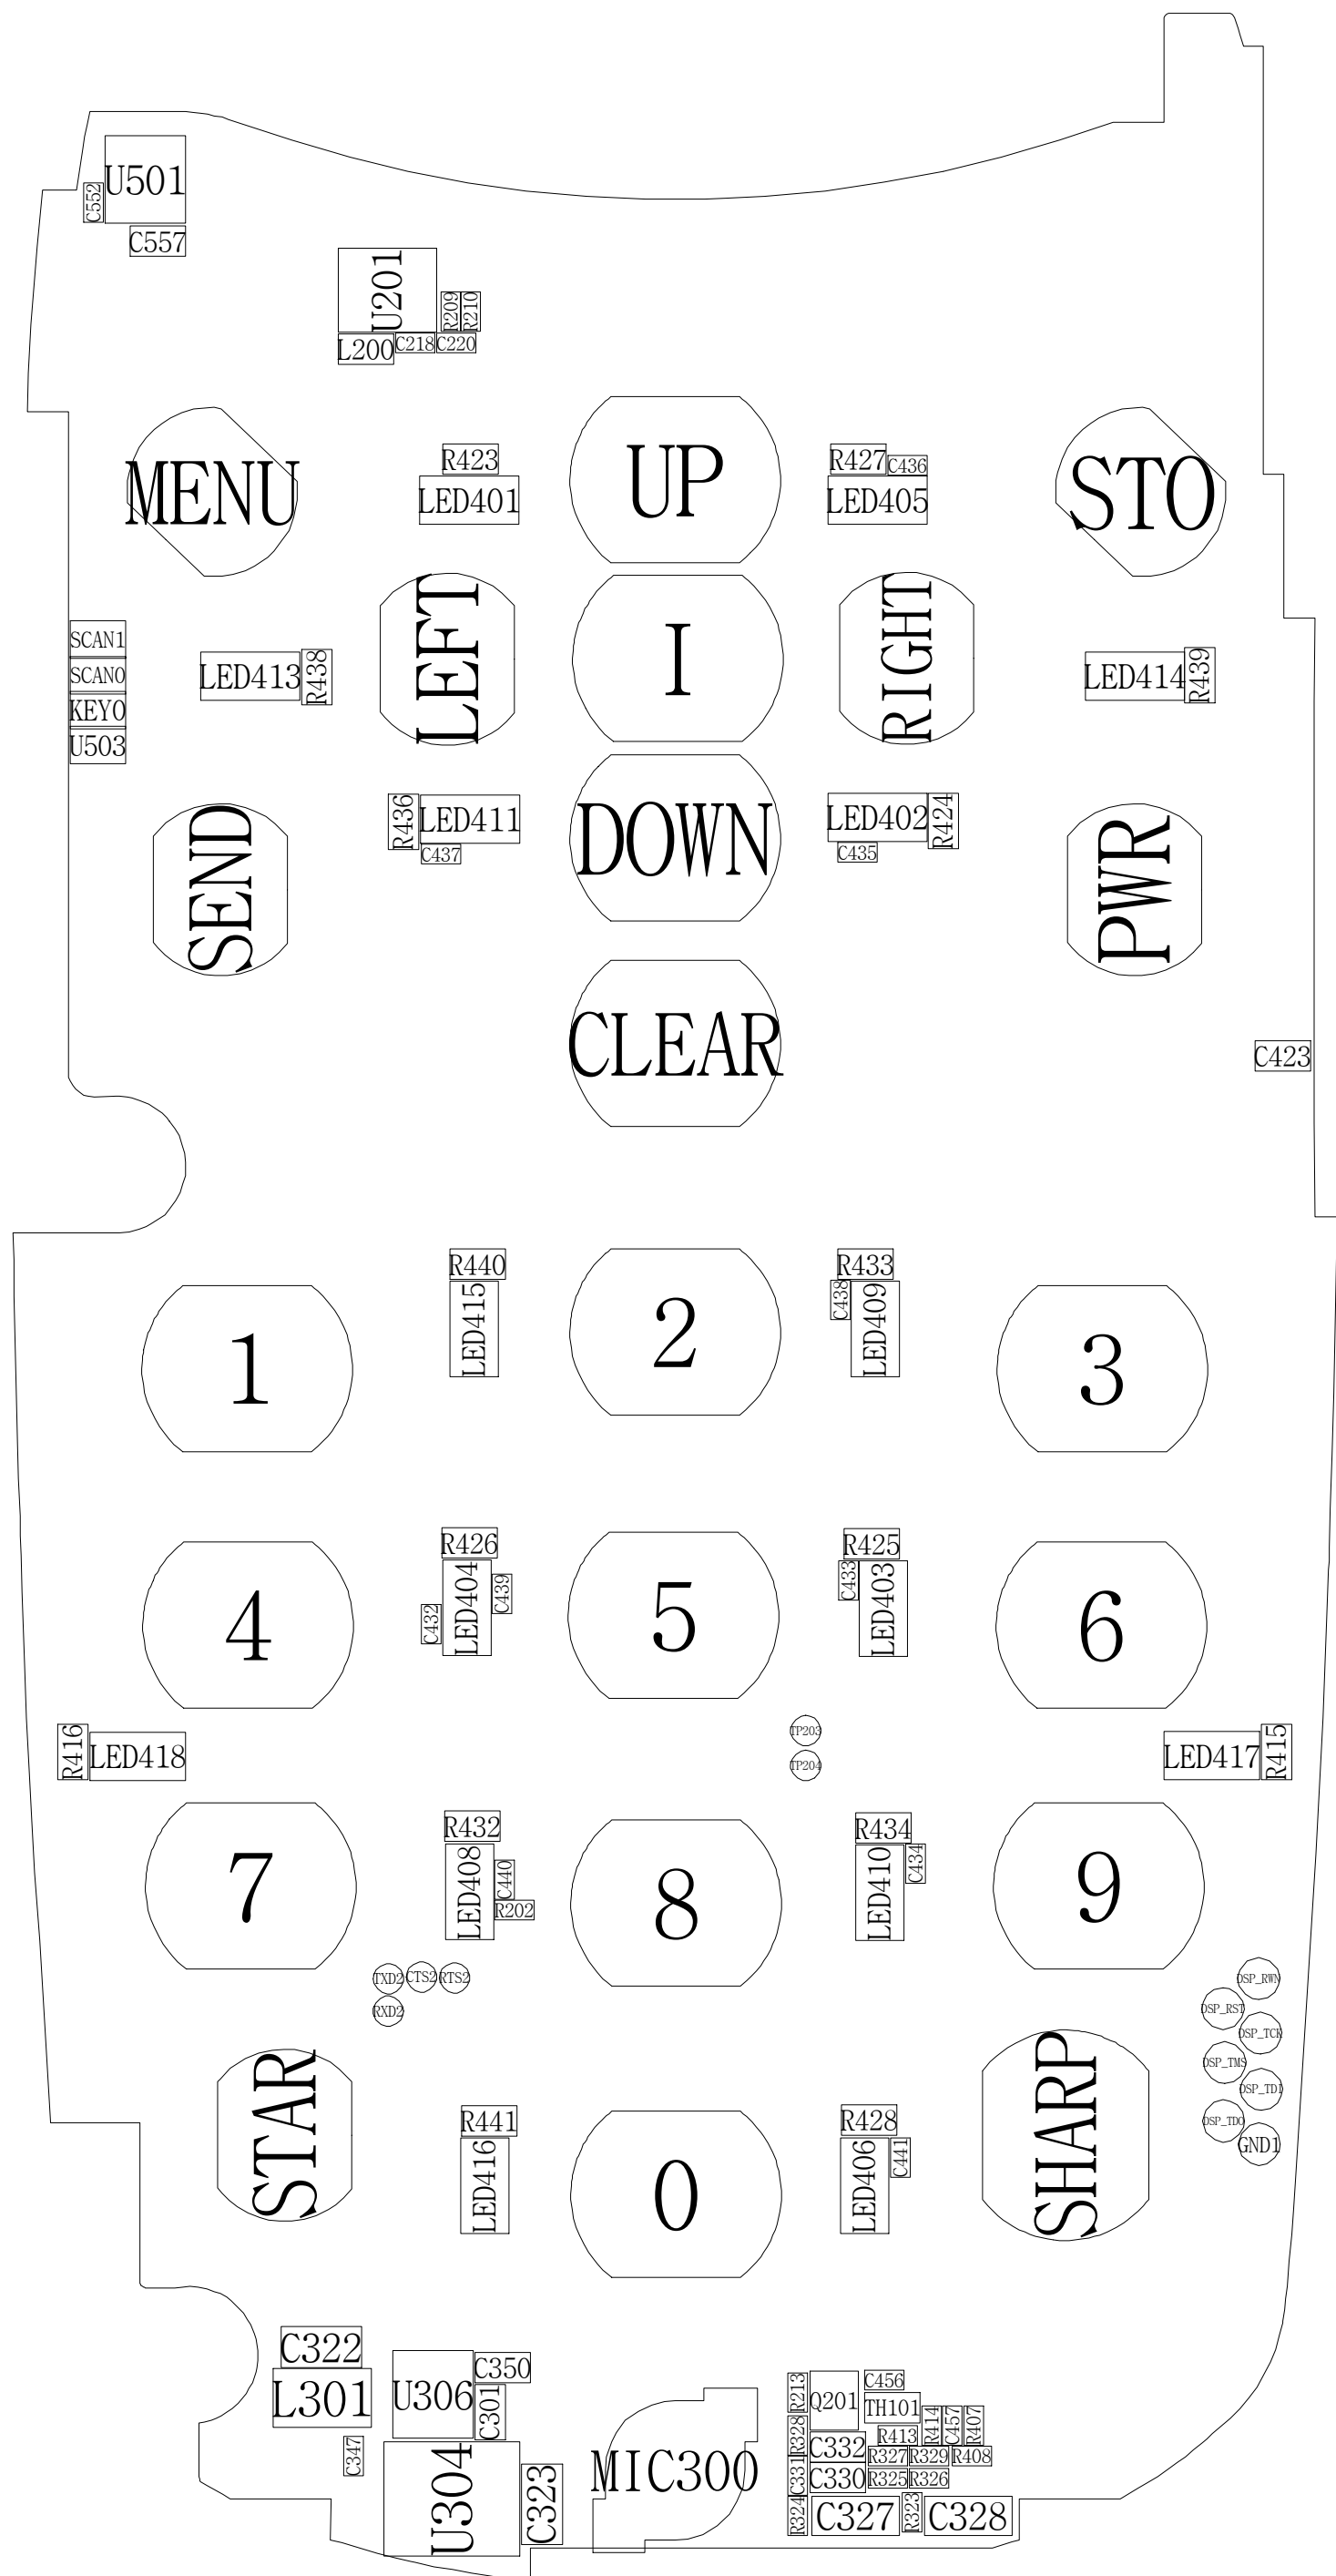 U501
C552
C557
U201
R209
R210
L200
C218
C220
MENU
R423
LED401
UP
R427
C436
LED405
STO
LEFT
I
RIGHT
SCAN1
SCAN0
KEY0
U503
LED413
R438
LED414
R439
SEND
R436
LED411
C437
DOWN
LED402
R424
C435
PWR
CLEAR
C423
R440
LED415
R433
C438
LED409
1
2
3
R426
LED404
C439
C432
R425
C433
LED403
4
5
6
R416
LED418
TP203
TP204
LED417
R415
R432
LED408
C440
R202
R434
LED410
C434
7
8
9
TXD2
CTS2
RTS2
RXD2
DSP_RWN
DSP_RST
DSP_TCK
DSP_TMS
DSP_TDI
DSP_TDO
GND1
STAR
R441
LED416
0
R428
LED406
C441
SHARP
C322
L301
C347
U306
C350
C301
U304
C323
MIC300
R213
Q201
C456
TH101
R328
C332
R413
R414
C457
R407
R327
R329
R408
C331
C330
R325
R326
R324
C327
R323
C328